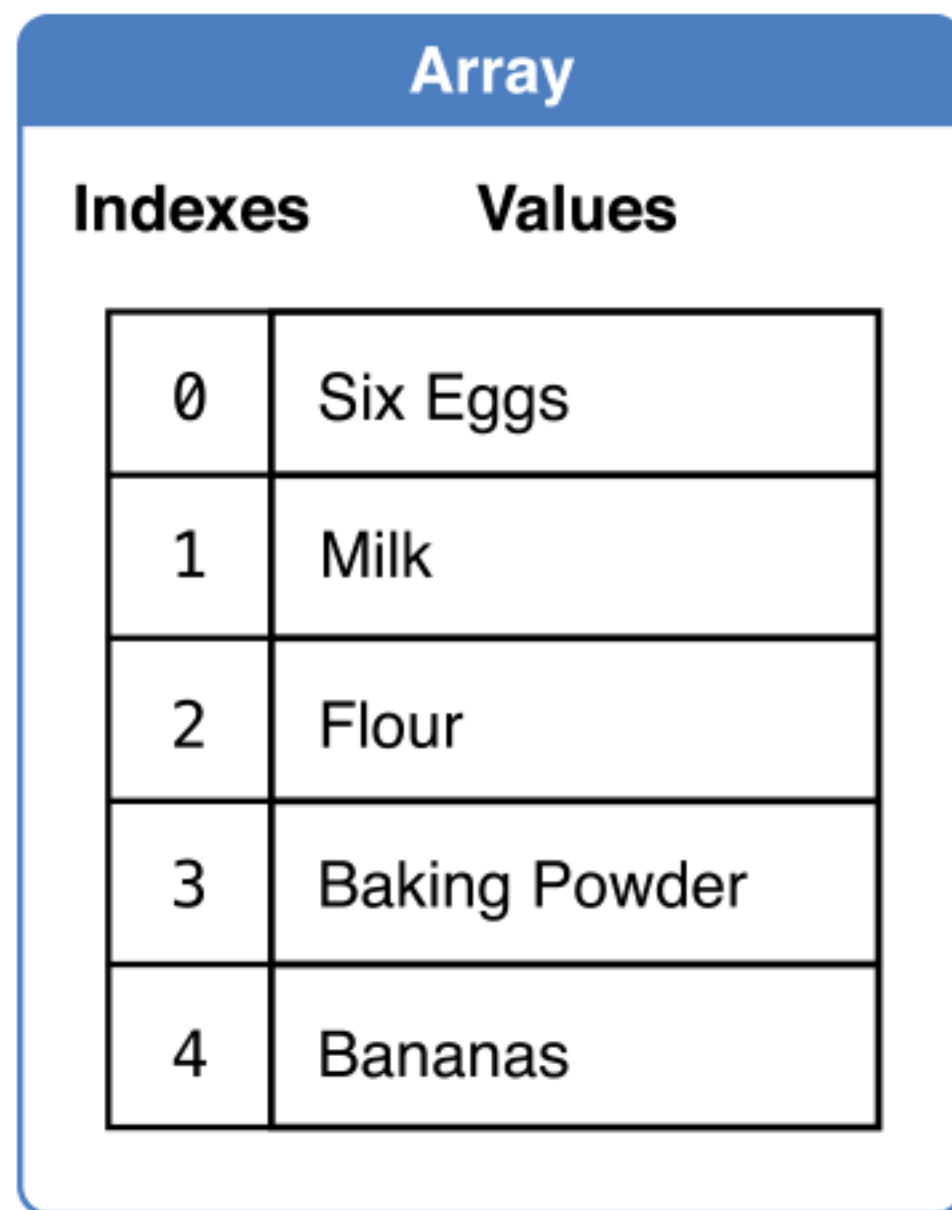 Array
Indexes Values
0 Six Eggs
1 Milk
2 Flour
3 Baking Powder
4 Bananas